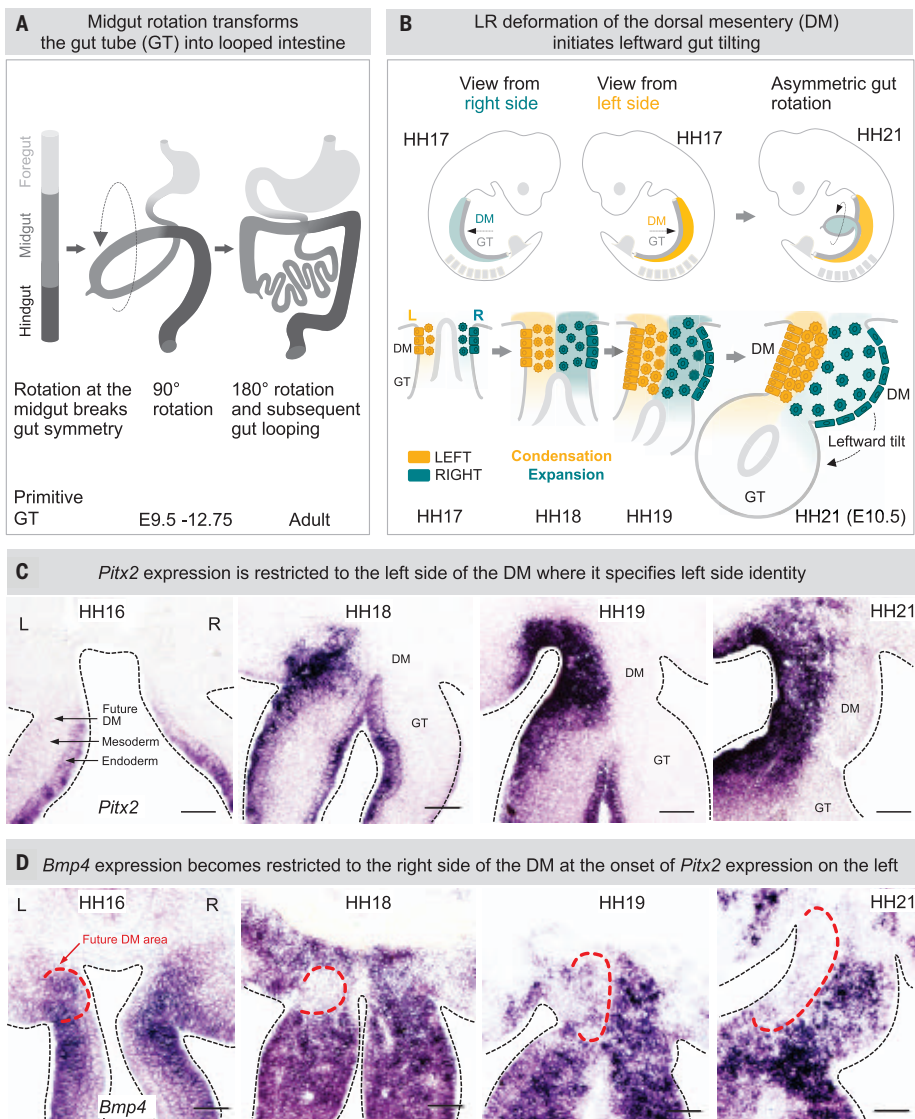 A
Midgut rotation transforms
the gut tube (GT) into looped intestine
Foregut
Midgut
Hindgut
Rotation at the
midgut breaks
gut symmetry
90°
rotation
180° rotation
and subsequent
gut looping
Primitive
GT
E9.5 -12.75
Adult
B
LR deformation of the dorsal mesentery (DM)
initiates leftward gut tilting
View from
right side
View from
left side
Asymmetric gut
rotation
HH17
HH17
HH21
DM
GT
DM
GT
L
R
DM
GT
DM
DM
Leftward tilt
GT
LEFT
RIGHT
Condensation
Expansion
HH17
HH18
HH19
HH21 (E10.5)
C
Pitx2 expression is restricted to the left side of the DM where it specifies left side identity
HH16
L
R
Future
DM
Mesoderm
Endoderm
Pitx2
HH18
DM
GT
HH19
DM
GT
HH21
DM
GT
D
Bmp4 expression becomes restricted to the right side of the DM at the onset of Pitx2 expression on the left
HH16
L
R
Future DM area
Bmp4
HH18
HH19
HH21